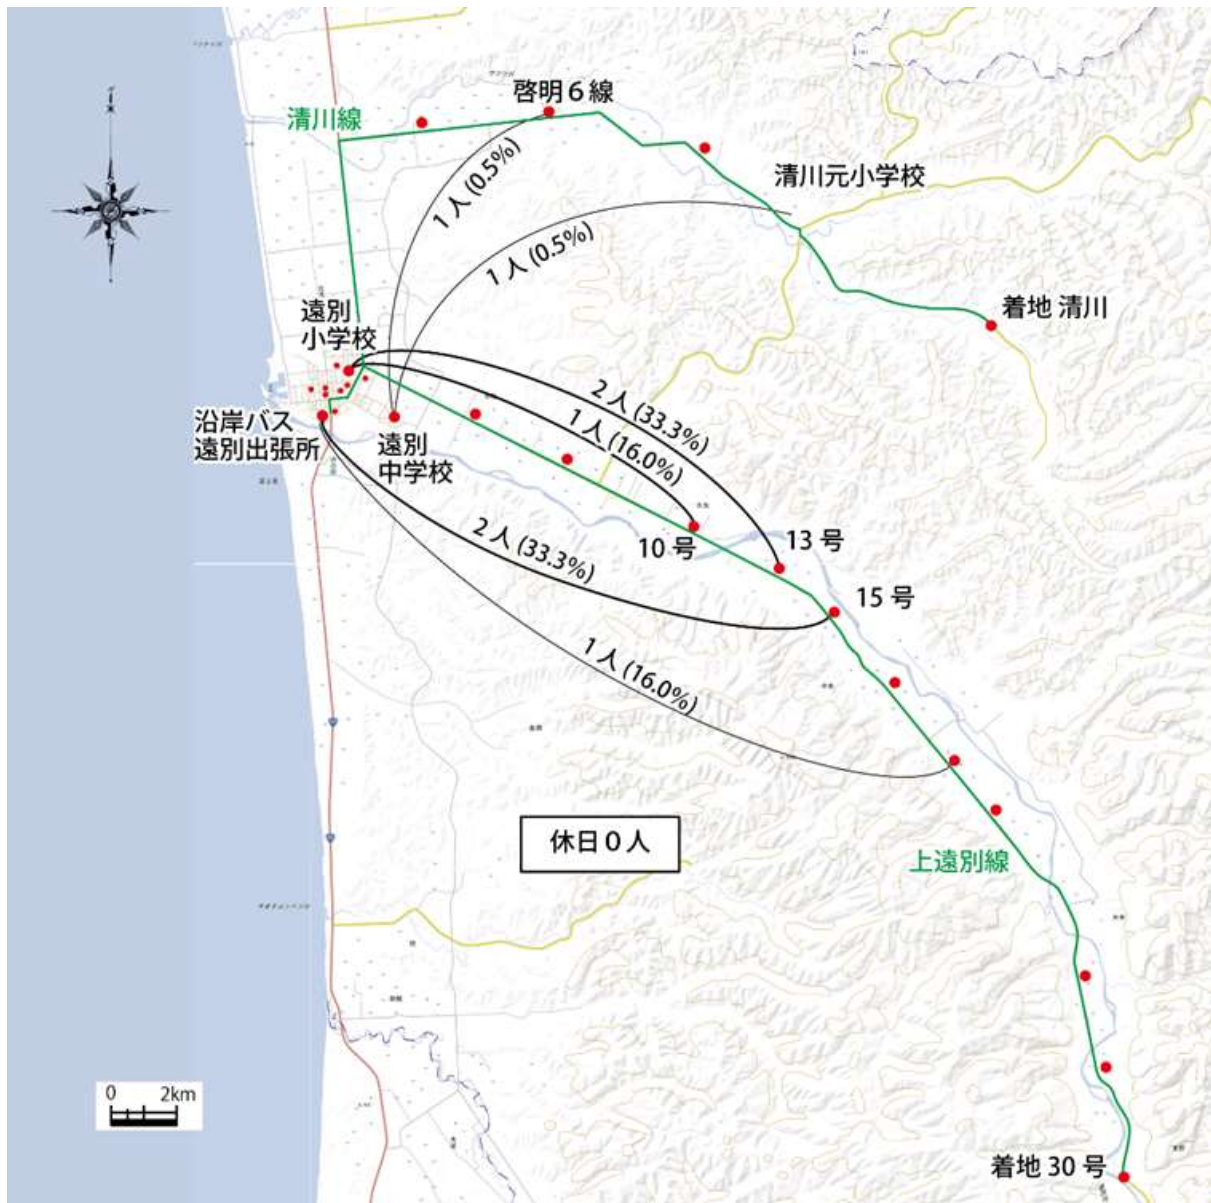 啓明6線
清川線
1人(0.5%)
清川元小学校
1人(0.5%)
着地 清川
遠別
小学校
2人(33.3%)
1人(16.0%)
沿岸バス
遠別出張所
遠別
中学校
10号
13号
2人(33.3%)
15号
1人(16.0%)
休日0人
上遠別線
0 2km
着地30号